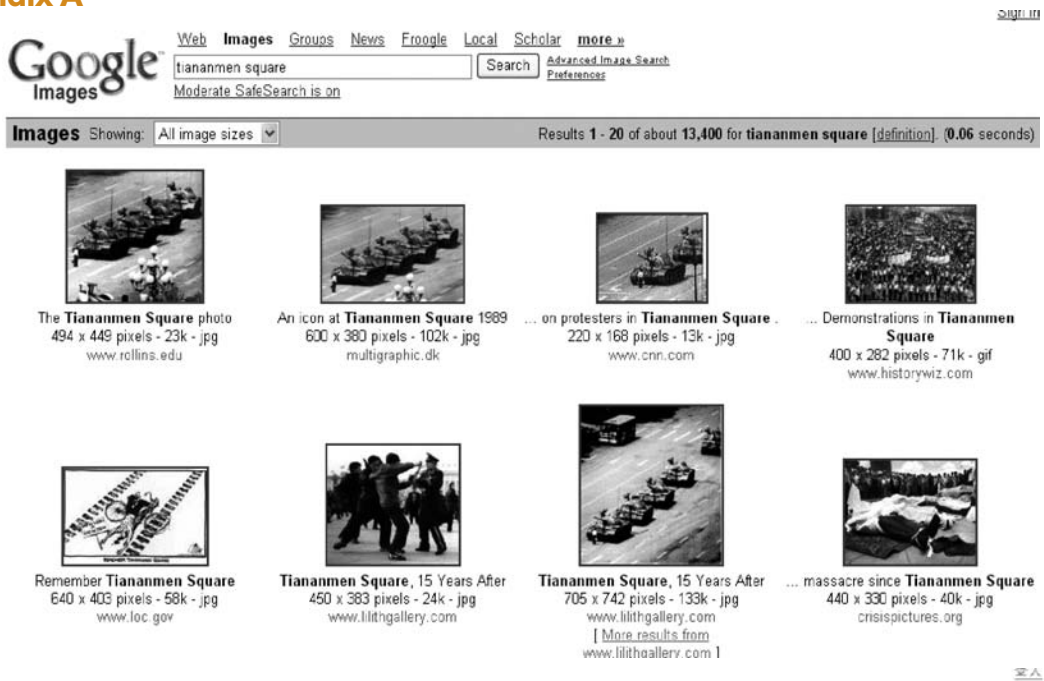 Sign in
Web Images Groups News Froogle Local Scholar more »
Google™
Images
tiananmen square
Search
Advanced Image Search
Preferences
Moderate SafeSearch is on
Images Showing: All image sizes
Results 1 - 20 of about 13,400 for tiananmen square [definition]. (0.06 seconds)
The Tiananmen Square photo
494 x 449 pixels - 23k - jpg
www.rollins.edu
An icon at Tiananmen Square 1989
600 x 380 pixels - 102k - jpg
multigraphic.dk
... on protesters in Tiananmen Square .
220 x 168 pixels - 13k - jpg
www.cnn.com
... Demonstrations in Tiananmen
Square
400 x 282 pixels - 71k - gif
www.historywiz.com
Remember Tiananmen Square
640 x 403 pixels - 58k - jpg
www.loc.gov
Tiananmen Square, 15 Years After
450 x 383 pixels - 24k - jpg
www.lilithgallery.com
Tiananmen Square, 15 Years After
705 x 742 pixels - 133k - jpg
www.lilithgallery.com
[ More results from
www.lilithgallery.com ]
... massacre since Tiananmen Square
440 x 330 pixels - 40k - jpg
crisispictures.org